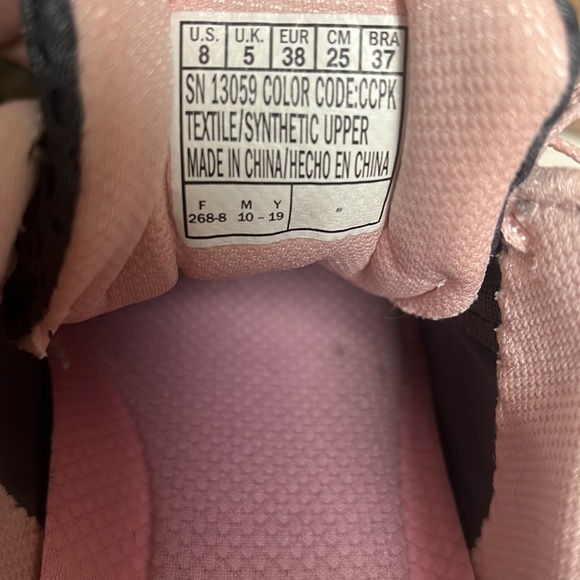 U.S. U.K. EUR CM BRA
8 5 38 25 37
SN 13059 COLOR CODE:CCPK
TEXTILE/SYNTHETIC UPPER
MADE IN CHINA/HECHO EN CHINA
F M Y
268-8 10 - 19